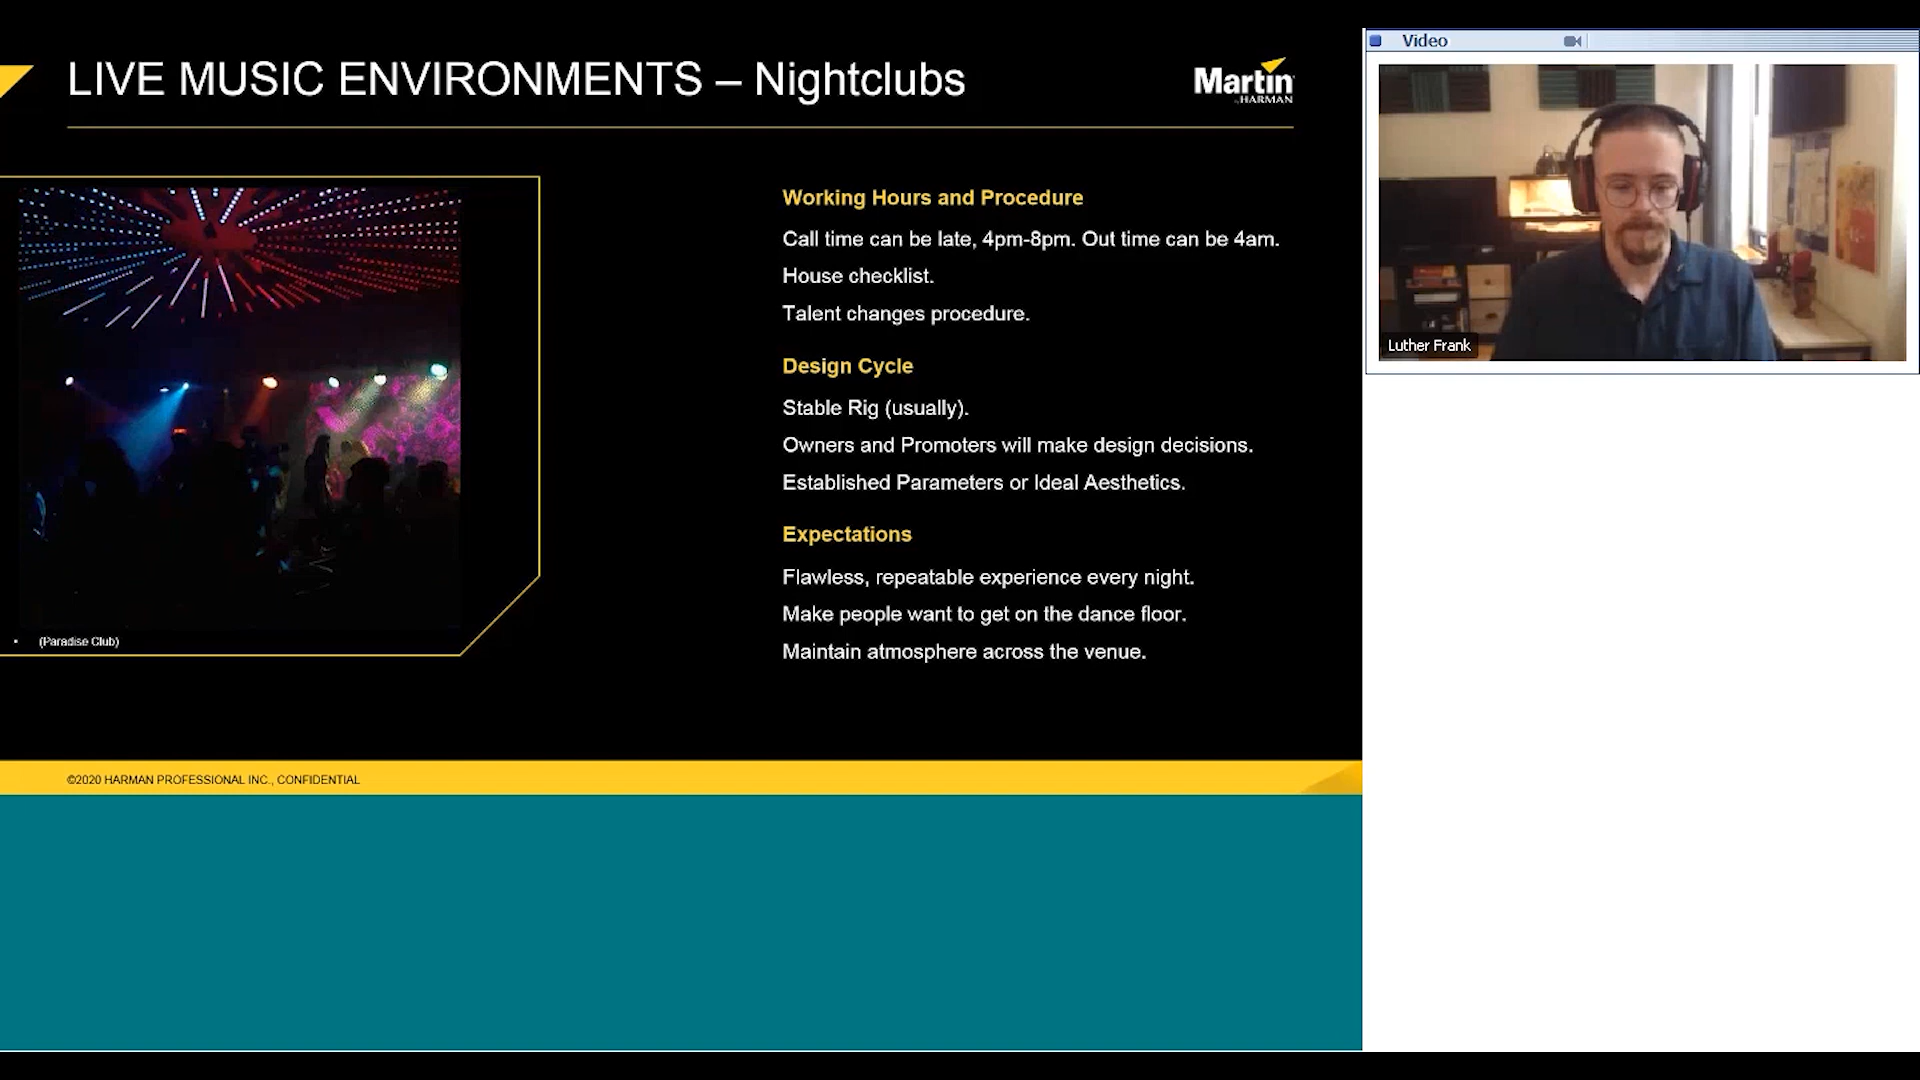 LIVE MUSIC ENVIRONMENTS – Nightclubs
Martin
by HARMAN
Working Hours and Procedure
Call time can be late, 4pm-8pm. Out time can be 4am.
House checklist.
Talent changes procedure.
Design Cycle
Stable Rig (usually).
Owners and Promoters will make design decisions.
Established Parameters or Ideal Aesthetics.
Expectations
Flawless, repeatable experience every night.
Make people want to get on the dance floor.
Maintain atmosphere across the venue.
• (Paradise Club)
©2020 HARMAN PROFESSIONAL INC., CONFIDENTIAL
Video
Luther Frank